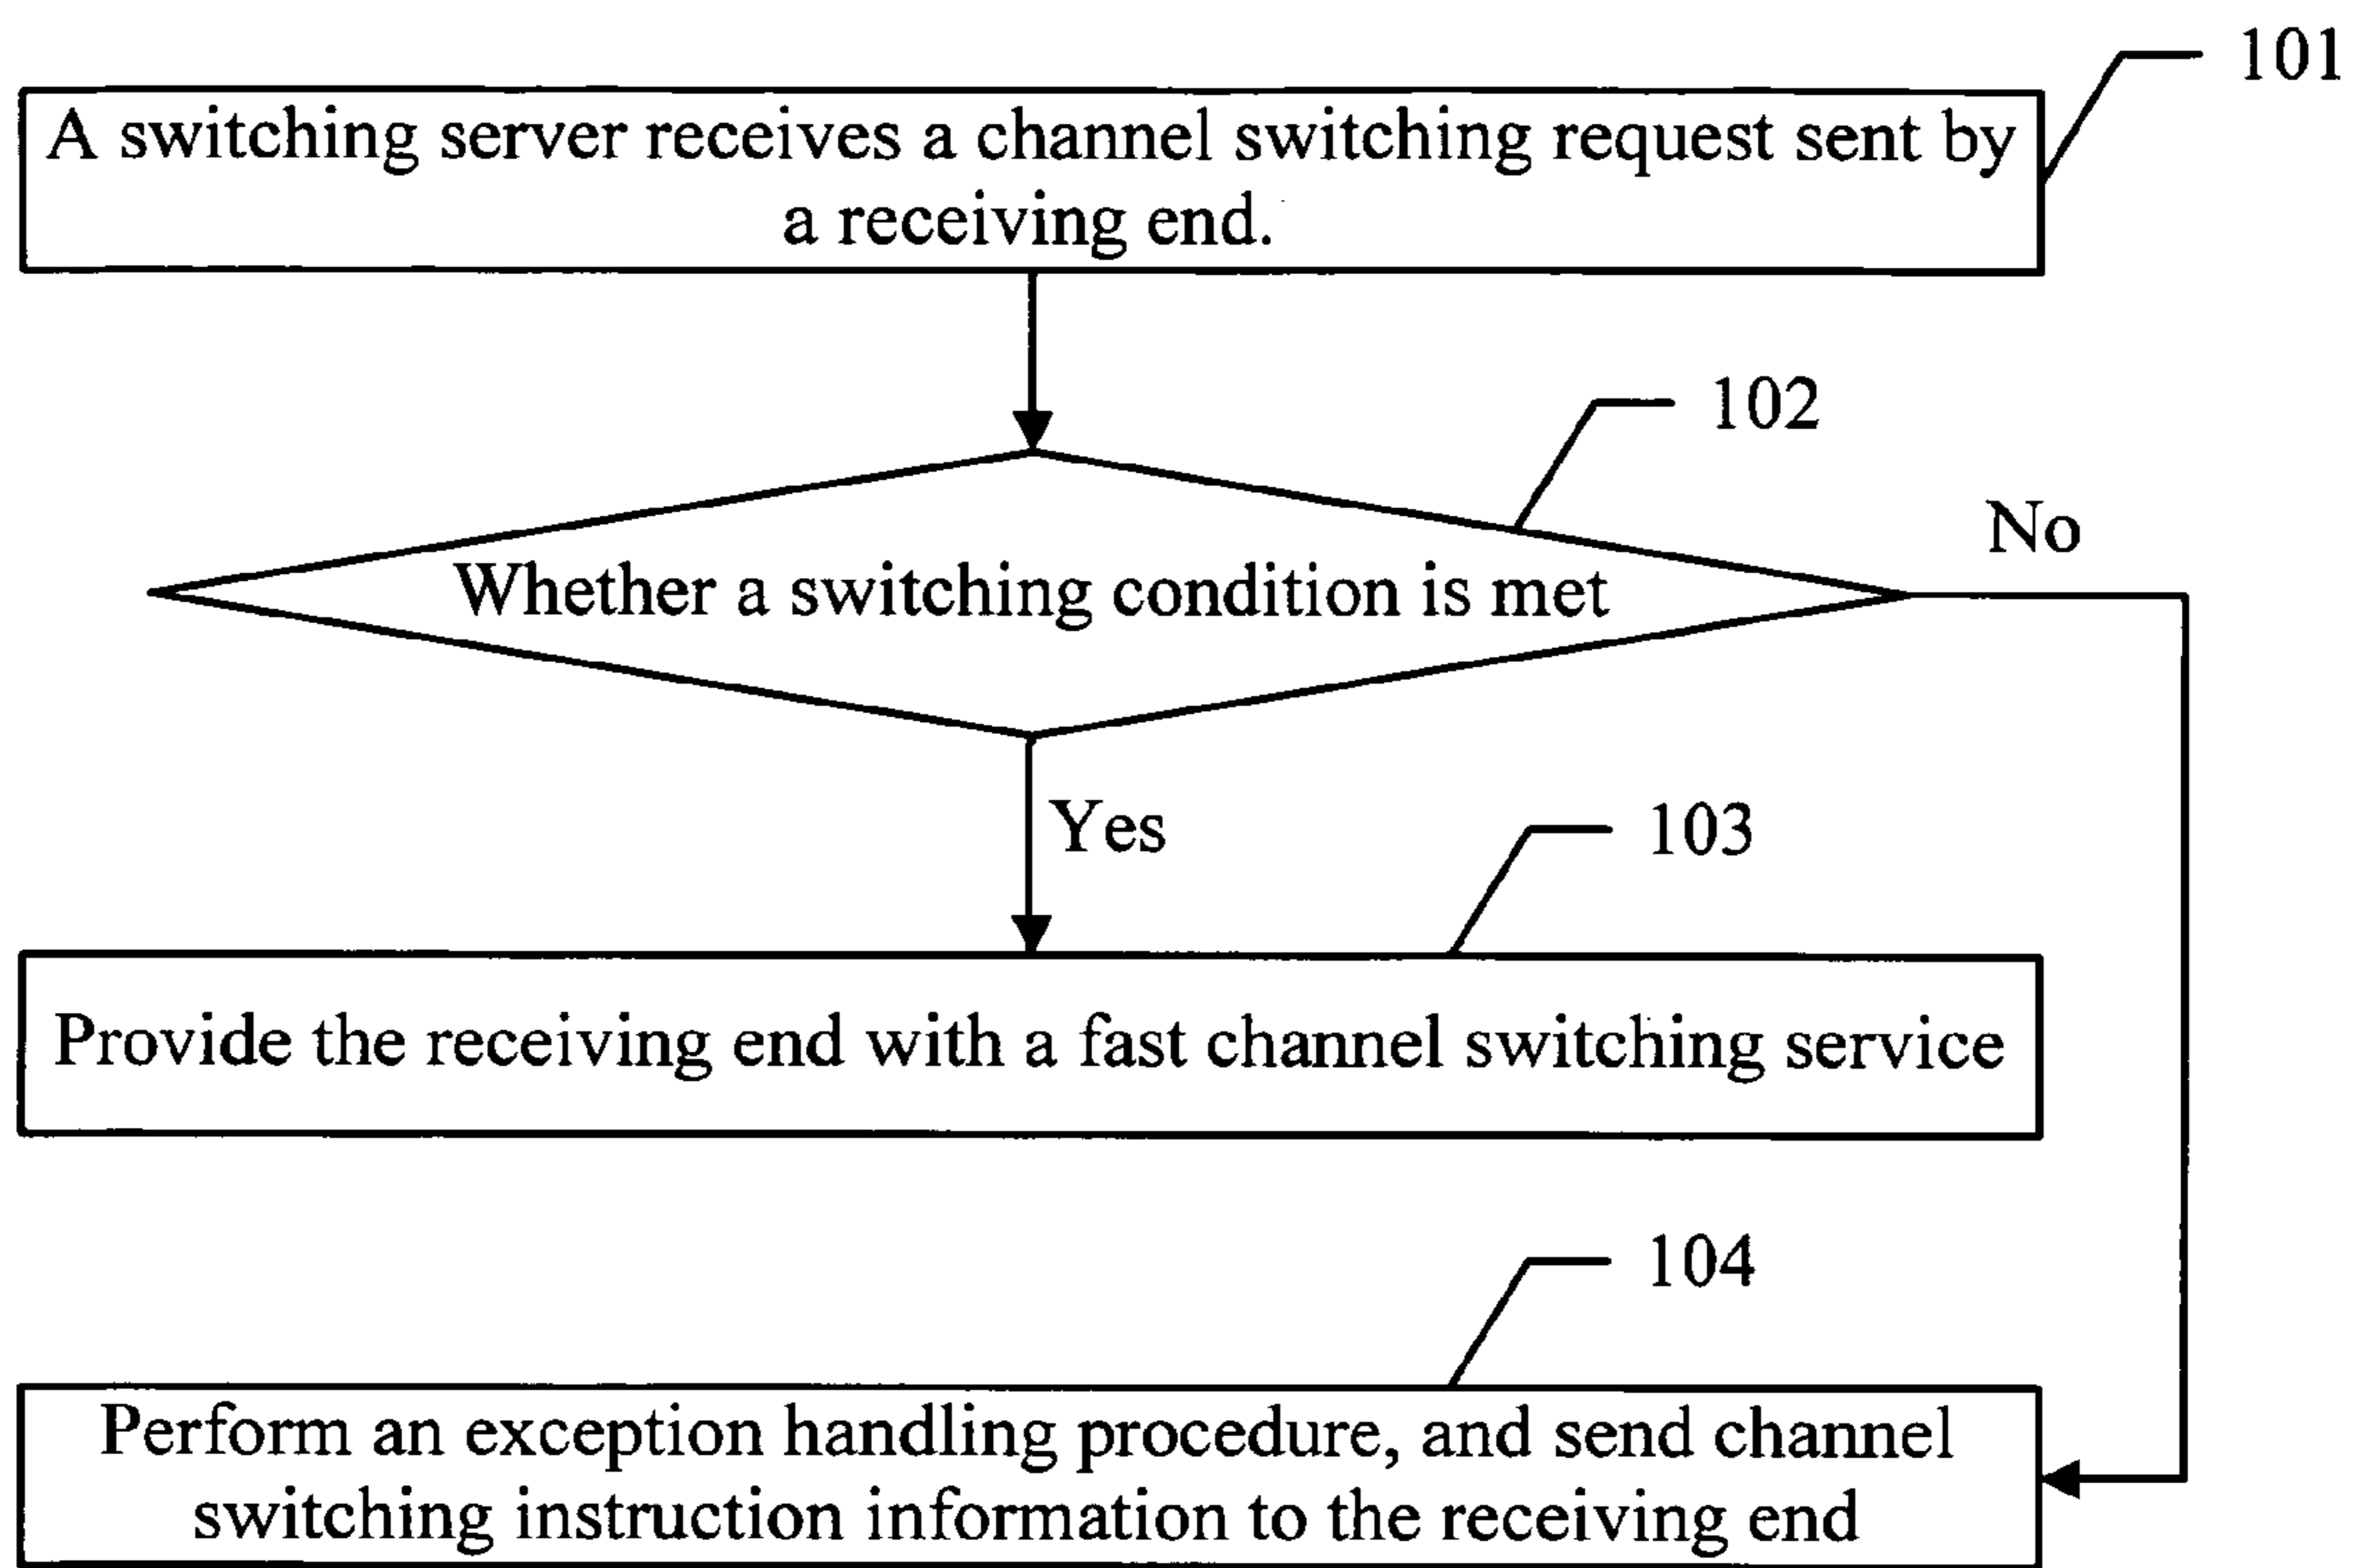 101
A switching server receives a channel switching request sent by
a receiving end.
102
No
Whether a switching condition is met
Yes
103
Provide the receiving end with a fast channel switching service
104
Perform an exception handling procedure, and send channel
switching instruction information to the receiving end